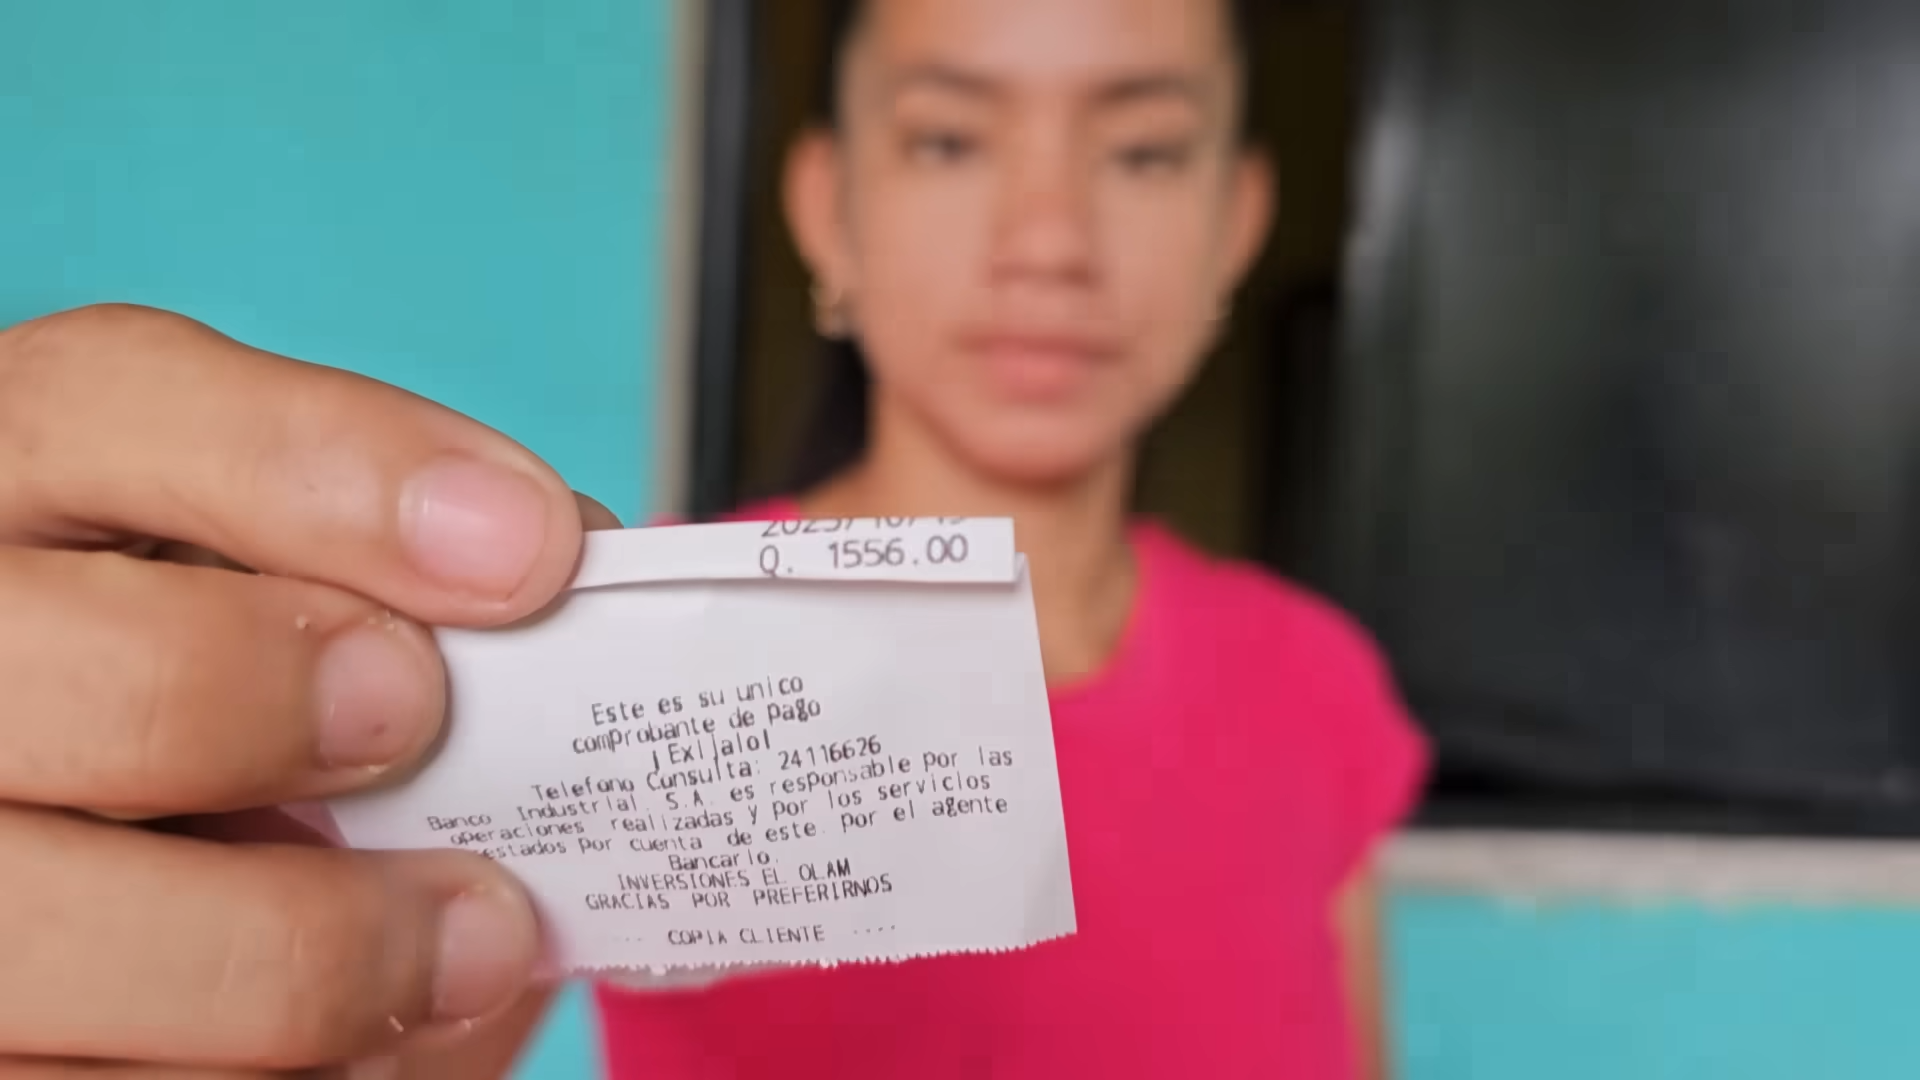 Q. 1556.00
Este es su unico
comprobante de pago
¡Exijalo!
Telefono Consulta: 24116626
Banco Industrial S.A. es responsable por las
operaciones realizadas y por los servicios
por cuenta de este por el agente
Bancario.
INVERSIONES EL OLAM
GRACIAS POR PREFERIRNOS
.... COPIA CLIENTE ....